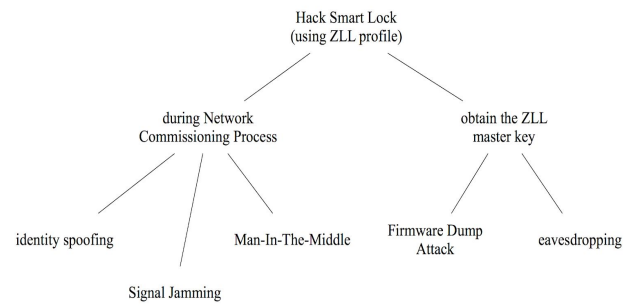 Hack Smart Lock
(using ZLL profile)
during Network
Commissioning Process
obtain the ZLL
master key
identity spoofing
Signal Jamming
Man-In-The-Middle
Firmware Dump
Attack
eavesdropping